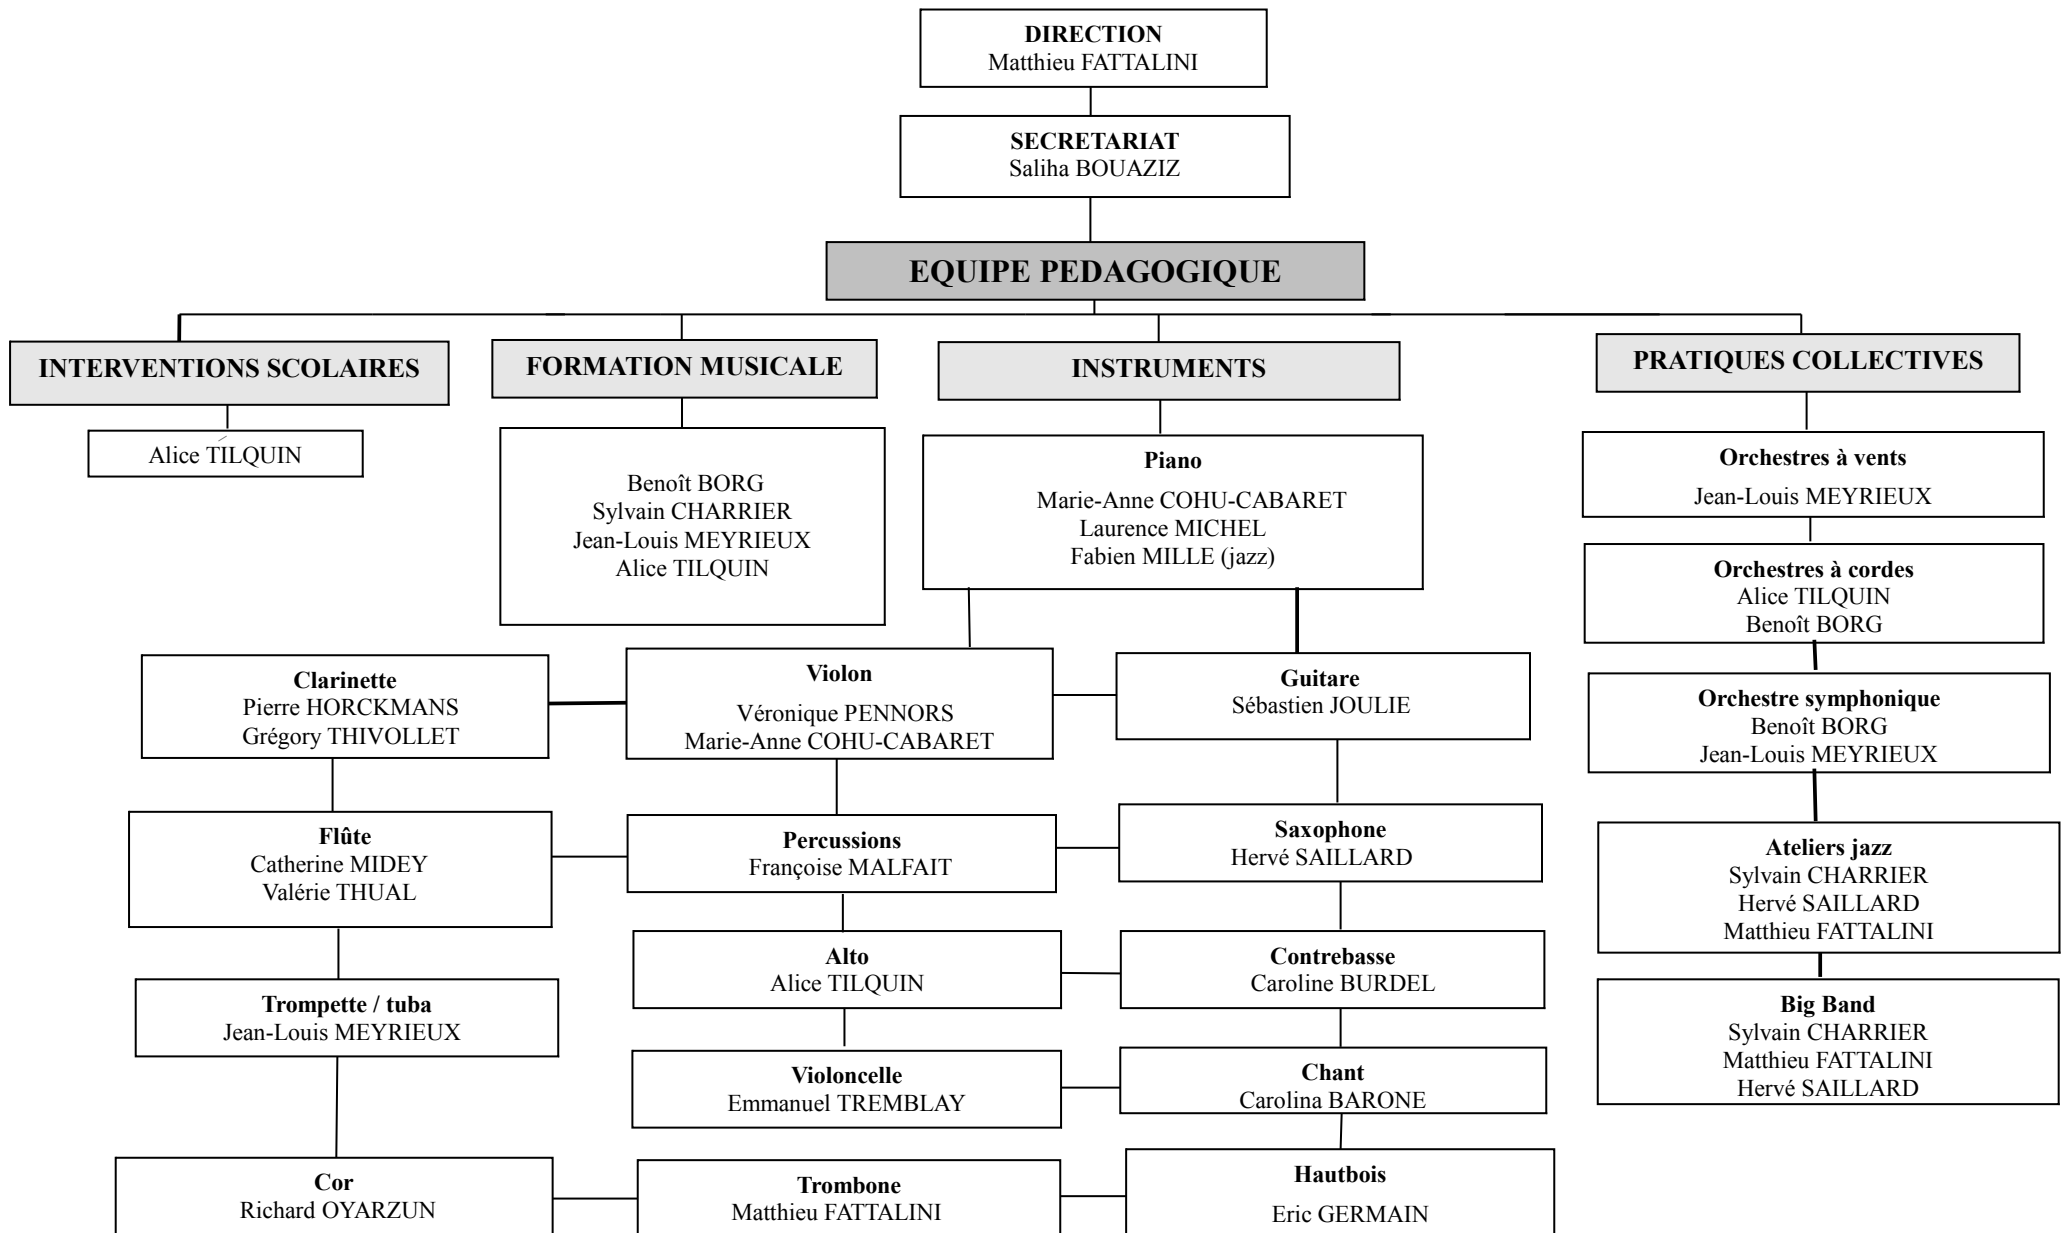 DIRECTION
Matthieu FATTALINI
SECRETARIAT
Saliha BOUAZIZ
EQUIPE PEDAGOGIQUE
INTERVENTIONS SCOLAIRES
Alice TILQUIN
FORMATION MUSICALE
Benoît BORG
Sylvain CHARRIER
Jean-Louis MEYRIEUX
Alice TILQUIN
INSTRUMENTS
Piano
Marie-Anne COHU-CABARET
Laurence MICHEL
Fabien MILLE (jazz)
Clarinette
Pierre HORCKMANS
Grégory THIVOLLET
Violon
Véronique PENNORS
Marie-Anne COHU-CABARET
Guitare
Sébastien JOULIE
Flûte
Catherine MIDEY
Valérie THUAL
Percussions
Françoise MALFAIT
Saxophone
Hervé SAILLARD
Trompette / tuba
Jean-Louis MEYRIEUX
Alto
Alice TILQUIN
Contrebasse
Caroline BURDEL
Violoncelle
Emmanuel TREMBLAY
Chant
Carolina BARONE
Cor
Richard OYARZUN
Trombone
Matthieu FATTALINI
Hautbois
Eric GERMAIN
PRATIQUES COLLECTIVES
Orchestres à vents
Jean-Louis MEYRIEUX
Orchestres à cordes
Alice TILQUIN
Benoît BORG
Orchestre symphonique
Benoît BORG
Jean-Louis MEYRIEUX
Ateliers jazz
Sylvain CHARRIER
Hervé SAILLARD
Matthieu FATTALINI
Big Band
Sylvain CHARRIER
Matthieu FATTALINI
Hervé SAILLARD